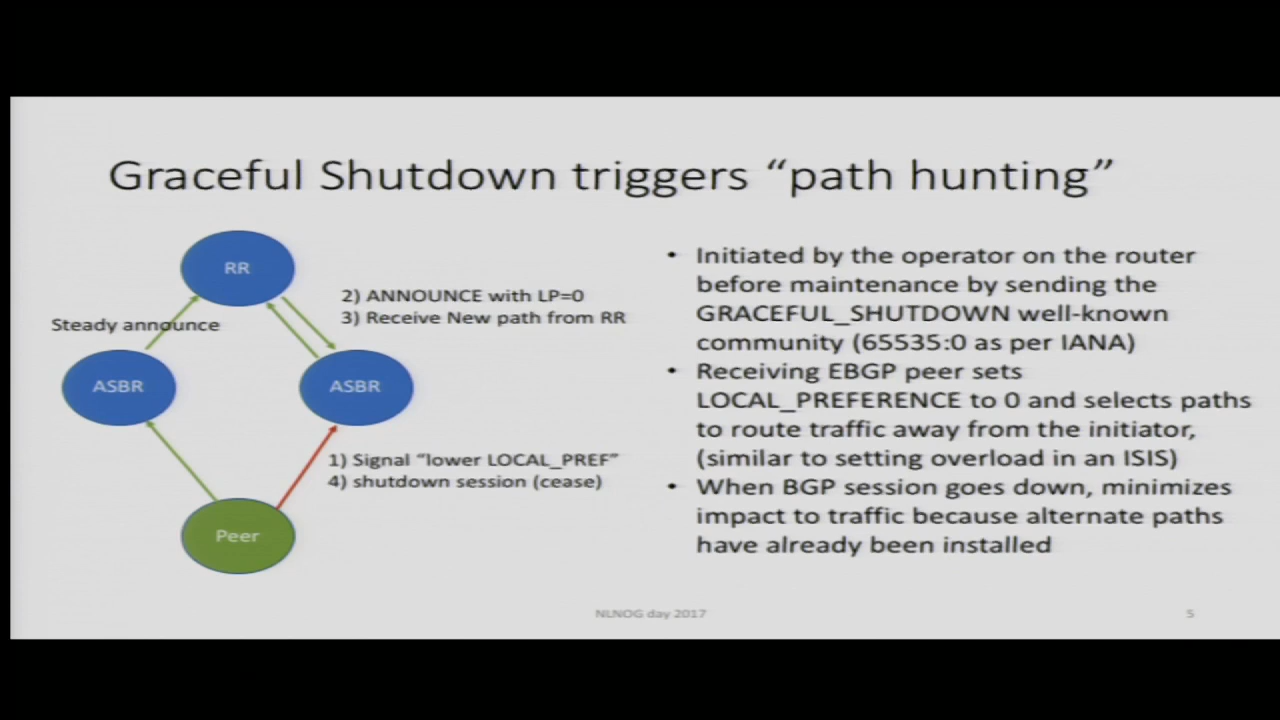 Graceful Shutdown triggers “path hunting”
RR
2) ANNOUNCE with LP=0
3) Receive New path from RR
Steady announce
ASBR
ASBR
1) Signal “lower LOCAL_PREF”
4) shutdown session (cease)
Peer
• Initiated by the operator on the router
before maintenance by sending the
GRACEFUL_SHUTDOWN well-known
community (65535:0 as per IANA)
• Receiving EBGP peer sets
LOCAL_PREFERENCE to 0 and selects paths
to route traffic away from the initiator,
(similar to setting overload in an ISIS)
• When BGP session goes down, minimizes
impact to traffic because alternate paths
have already been installed
NLNOG day 2017
5